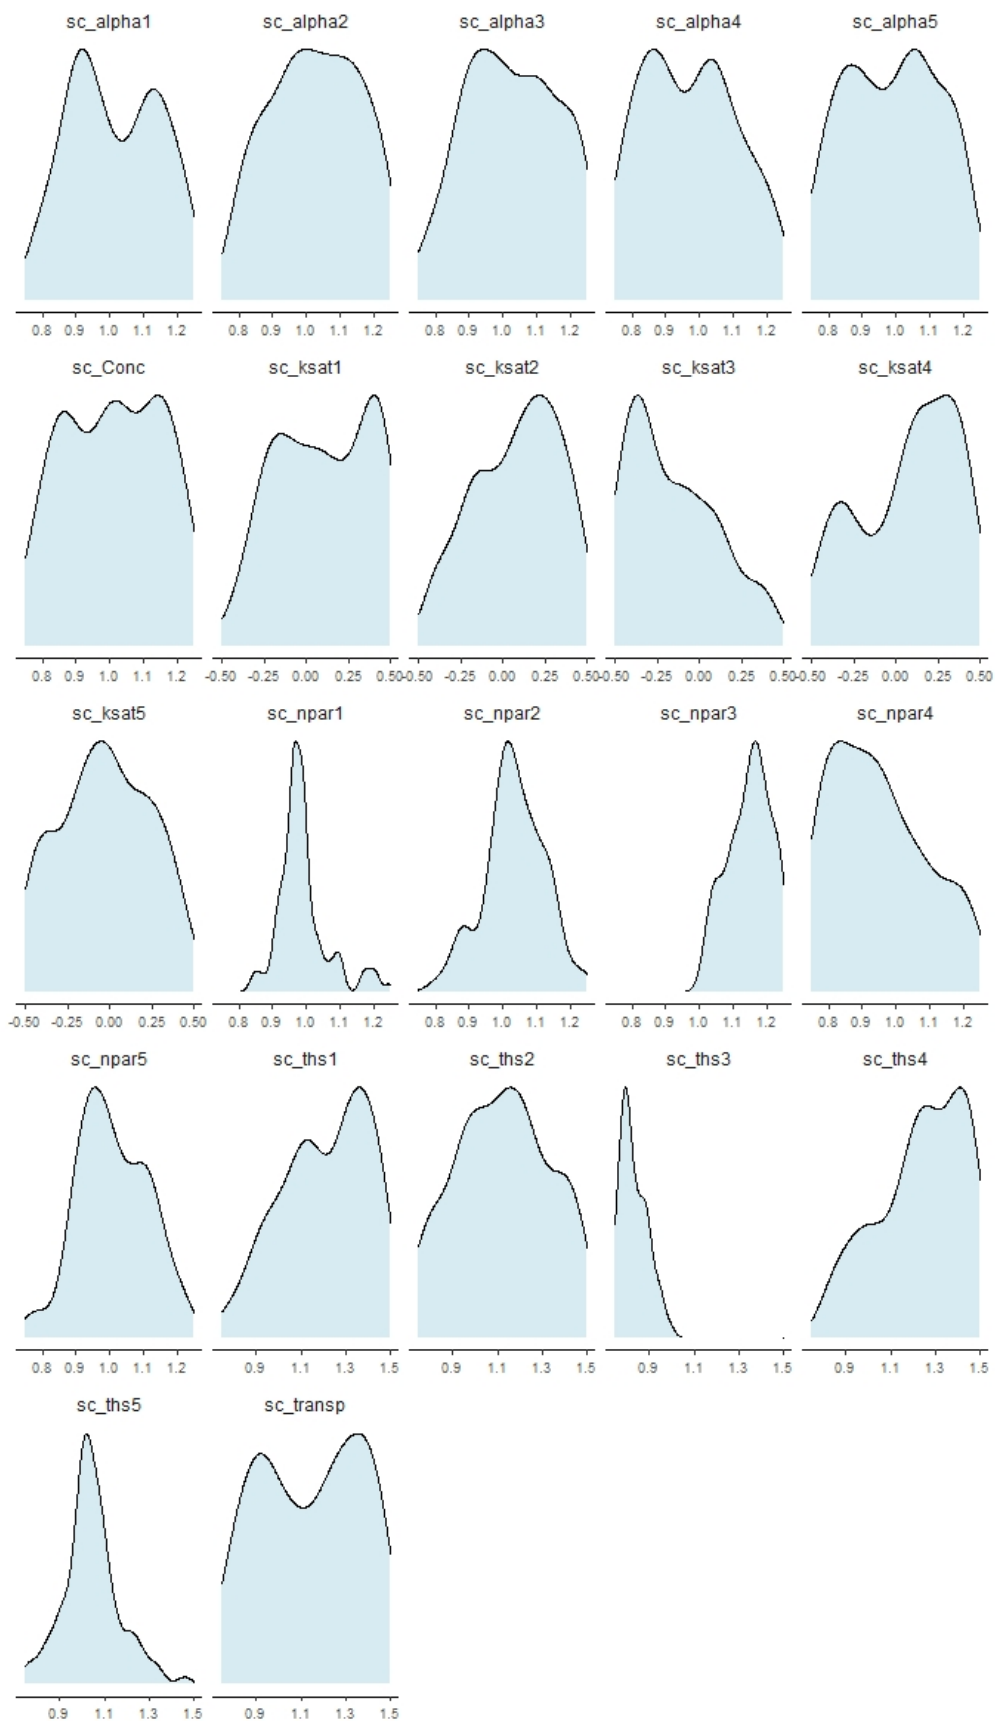 sc_alpha1 sc_alpha2 sc_alpha3 sc_alpha4 sc_alpha5
0.8 0.9 1.0 1.1 1.2 0.8 0.9 1.0 1.1 1.2 0.8 0.9 1.0 1.1 1.2 0.8 0.9 1.0 1.1 1.2 0.8 0.9 1.0 1.1 1.2
sc_Conc sc_ksat1 sc_ksat2 sc_ksat3 sc_ksat4
0.8 0.9 1.0 1.1 1.2 -0.50 -0.25 0.00 0.25 0.50 -0.50 -0.25 0.00 0.25 0.50 -0.50 -0.25 0.00 0.25 0.50 -0.50 -0.25 0.00 0.25 0.50
sc_ksat5 sc_npar1 sc_npar2 sc_npar3 sc_npar4
-0.50 -0.25 0.00 0.25 0.50 0.8 0.9 1.0 1.1 1.2 0.8 0.9 1.0 1.1 1.2 0.8 0.9 1.0 1.1 1.2 0.8 0.9 1.0 1.1 1.2
sc_npar5 sc_ths1 sc_ths2 sc_ths3 sc_ths4
0.8 0.9 1.0 1.1 1.2 0.9 1.1 1.3 1.5 0.9 1.1 1.3 1.5 0.9 1.1 1.3 1.5 0.9 1.1 1.3 1.5
sc_ths5 sc_transp
0.9 1.1 1.3 1.5 0.9 1.1 1.3 1.5